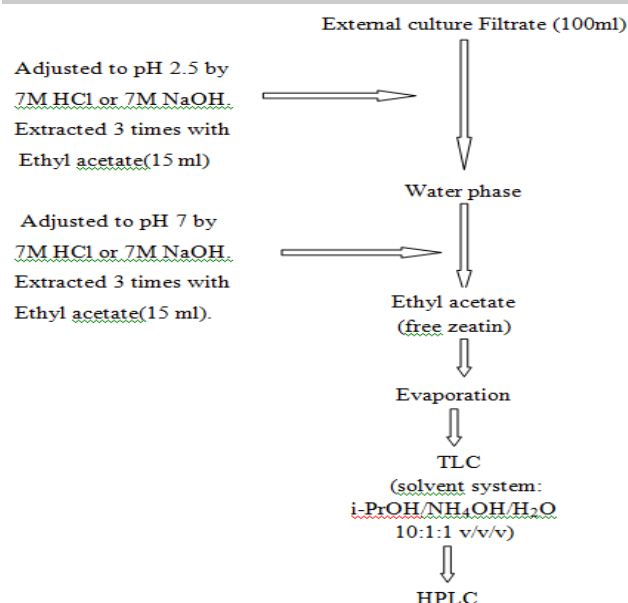 External culture Filtrate (100ml)
Adjusted to pH 2.5 by
7M HCl or 7M NaOH.
Extracted 3 times with
Ethyl acetate(15 ml)
Water phase
Adjusted to pH 7 by
7M HCl or 7M NaOH.
Extracted 3 times with
Ethyl acetate(15 ml).
Ethyl acetate
(free zeatin)
Evaporation
TLC
(solvent system:
i-PrOH/NH₄OH/H₂O
10:1:1 v/v/v)
HPLC